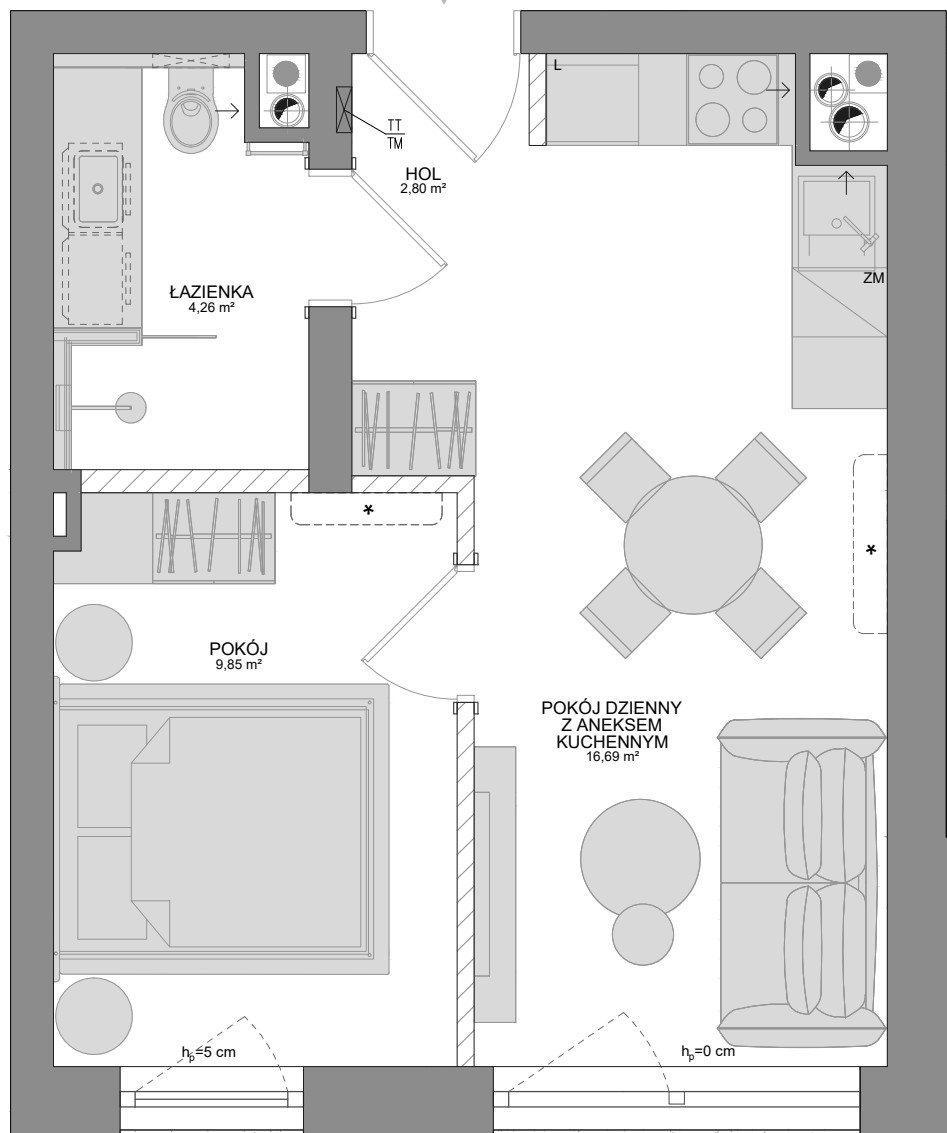 L
TT
TM
HOL
2,80 m²
ZM
ŁAZIENKA
4,26 m²
*
*
POKÓJ
9,85 m²
POKÓJ DZIENNY
Z ANEKSEM
KUCHENNYM
16,69 m²
hp=5 cm
hp=0 cm